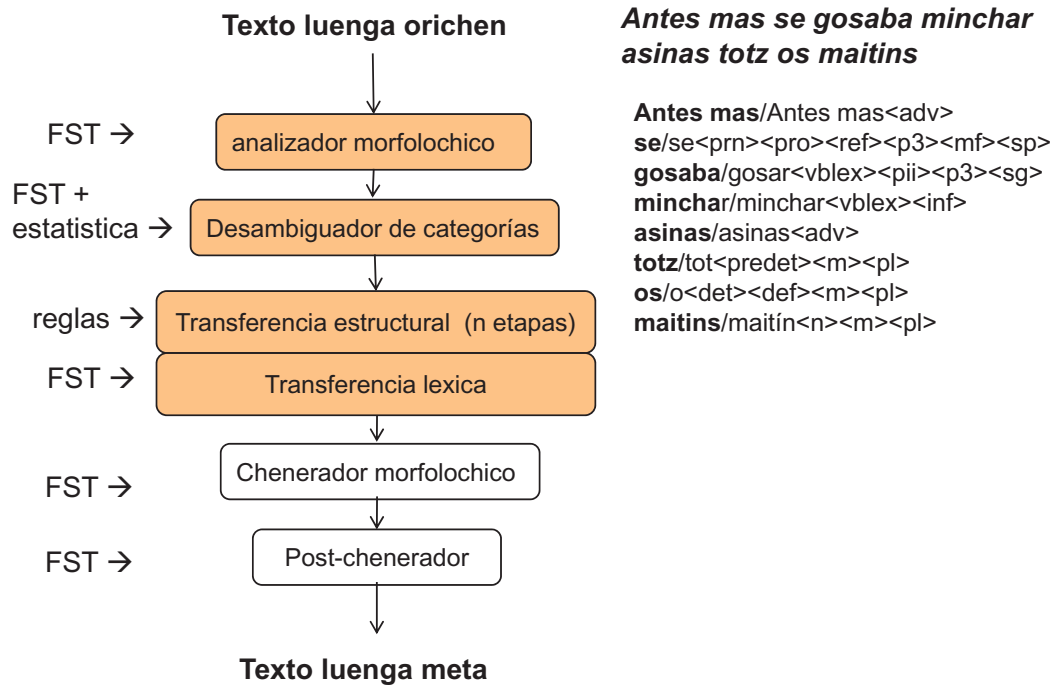 Texto luenga orichen
FST →
analizador morfolochico
FST +
estatistica →
Desambiguador de categorías
reglas →
Transferencia estructural (n etapas)
FST →
Transferencia lexica
FST →
Chenerador morfolochico
FST →
Post-chenerador
Texto luenga meta
Antes mas se gosaba minchar
asinas totz os maitins
Antes mas/Antes mas<adv>
se/se<prn><pro><ref><p3><mf><sp>
gosaba/gosar<vblex><pii><p3><sg>
minchar/minchar<vblex><inf>
asinas/asinas<adv>
totz/tot<predet><m><pl>
os/o<det><def><m><pl>
maitins/maitín<n><m><pl>